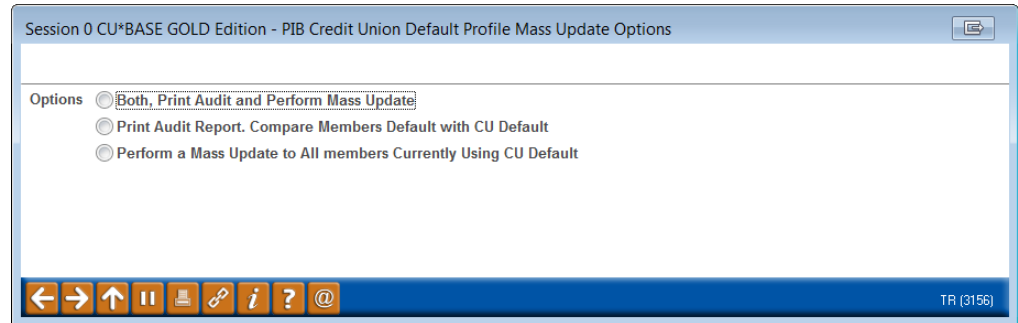 Session 0 CU*BASE GOLD Edition - PIB Credit Union Default Profile Mass Update Options
Options Both, Print Audit and Perform Mass Update
Print Audit Report. Compare Members Default with CU Default
Perform a Mass Update to All members Currently Using CU Default
i ? @ TR (3156)